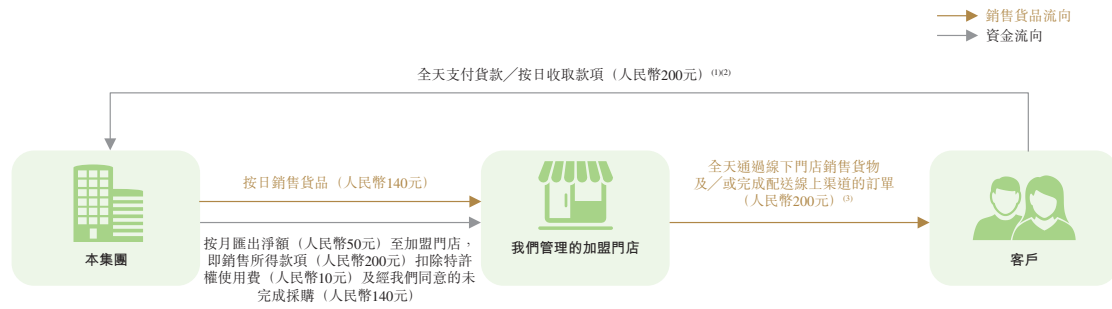 銷售貨品流向
資金流向
全天支付貨款／按日收取款項（人民幣200元）(1)(2)
按日銷售貨品（人民幣140元）
全天通過線下門店銷售貨物
及／或完成配送線上渠道的訂單
（人民幣200元）(3)
按月匯出淨額（人民幣50元）至加盟門店，
即銷售所得款項（人民幣200元）扣除特許
權使用費（人民幣10元）及經我們同意的未
完成採購（人民幣140元）
本集團
我們管理的加盟門店
客戶